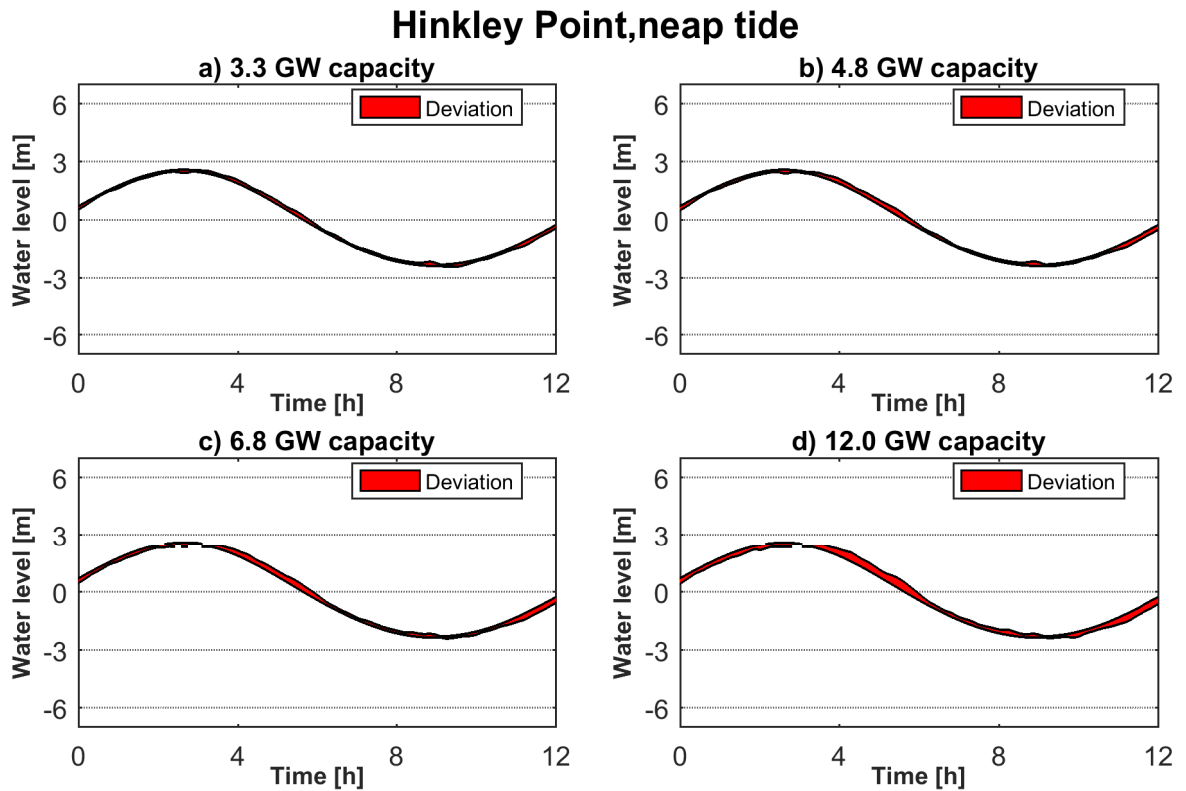 Hinkley Point,neap tide
a) 3.3 GW capacity
Deviation
Water level [m]
6
3
0
-3
-6
0
4
8
12
Time [h]
b) 4.8 GW capacity
Deviation
Water level [m]
6
3
0
-3
-6
0
4
8
12
Time [h]
c) 6.8 GW capacity
Deviation
Water level [m]
6
3
0
-3
-6
0
4
8
12
Time [h]
d) 12.0 GW capacity
Deviation
Water level [m]
6
3
0
-3
-6
0
4
8
12
Time [h]